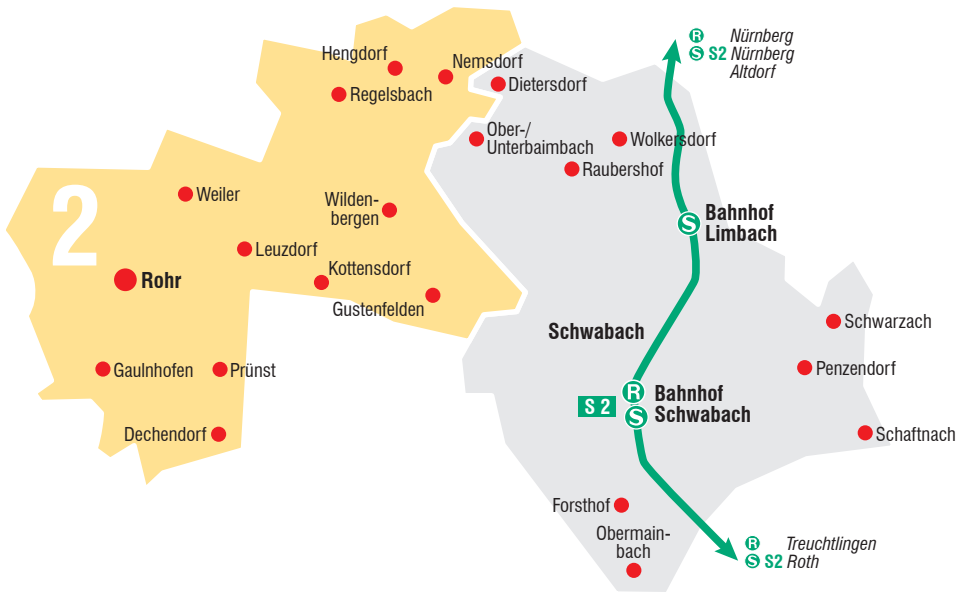 R Nürnberg
S S2 Nürnberg
Altdorf
Hengdorf
Nemsdorf
Dietersdorf
Regelsbach
Ober-/
Unterbaimbach
Wolkersdorf
Raubershof
2
Weiler
Wilden-
bergen
Bahnhof
Limbach
S
Leuzdorf
Rohr
Kottensdorf
Gustenfelden
Schwabach
Schwarzach
Gaulnhofen
Prünst
Penzendorf
R
S 2
S
Bahnhof
Schwabach
Dechendorf
Schaftnach
Forsthof
Obermain-
bach
R Treuchtlingen
S S2 Roth